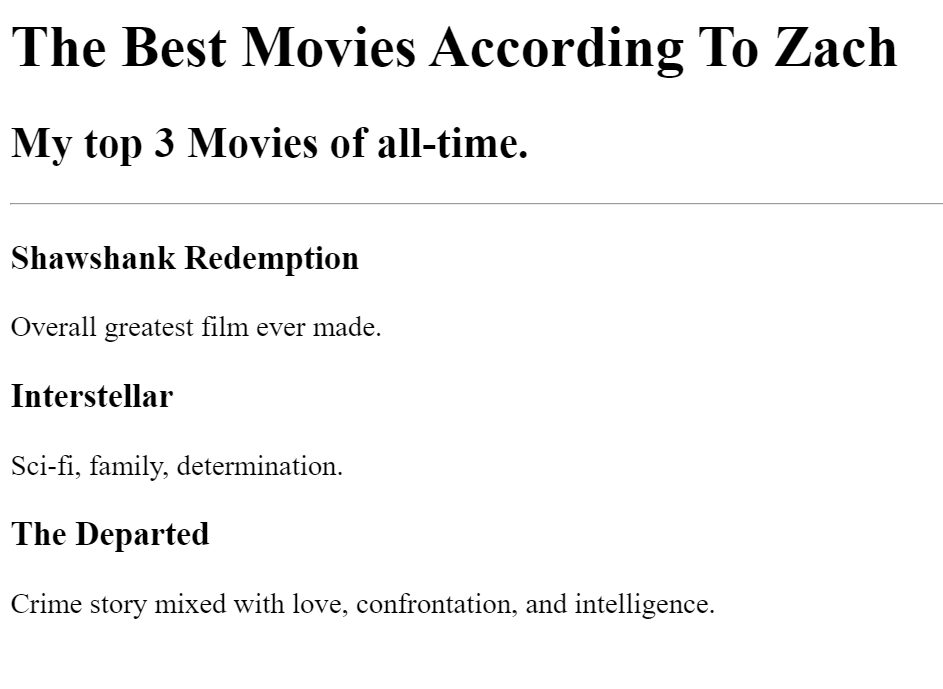 The Best Movies According To Zach
My top 3 Movies of all-time.
Shawshank Redemption
Overall greatest film ever made.
Interstellar
Sci-fi, family, determination.
The Departed
Crime story mixed with love, confrontation, and intelligence.